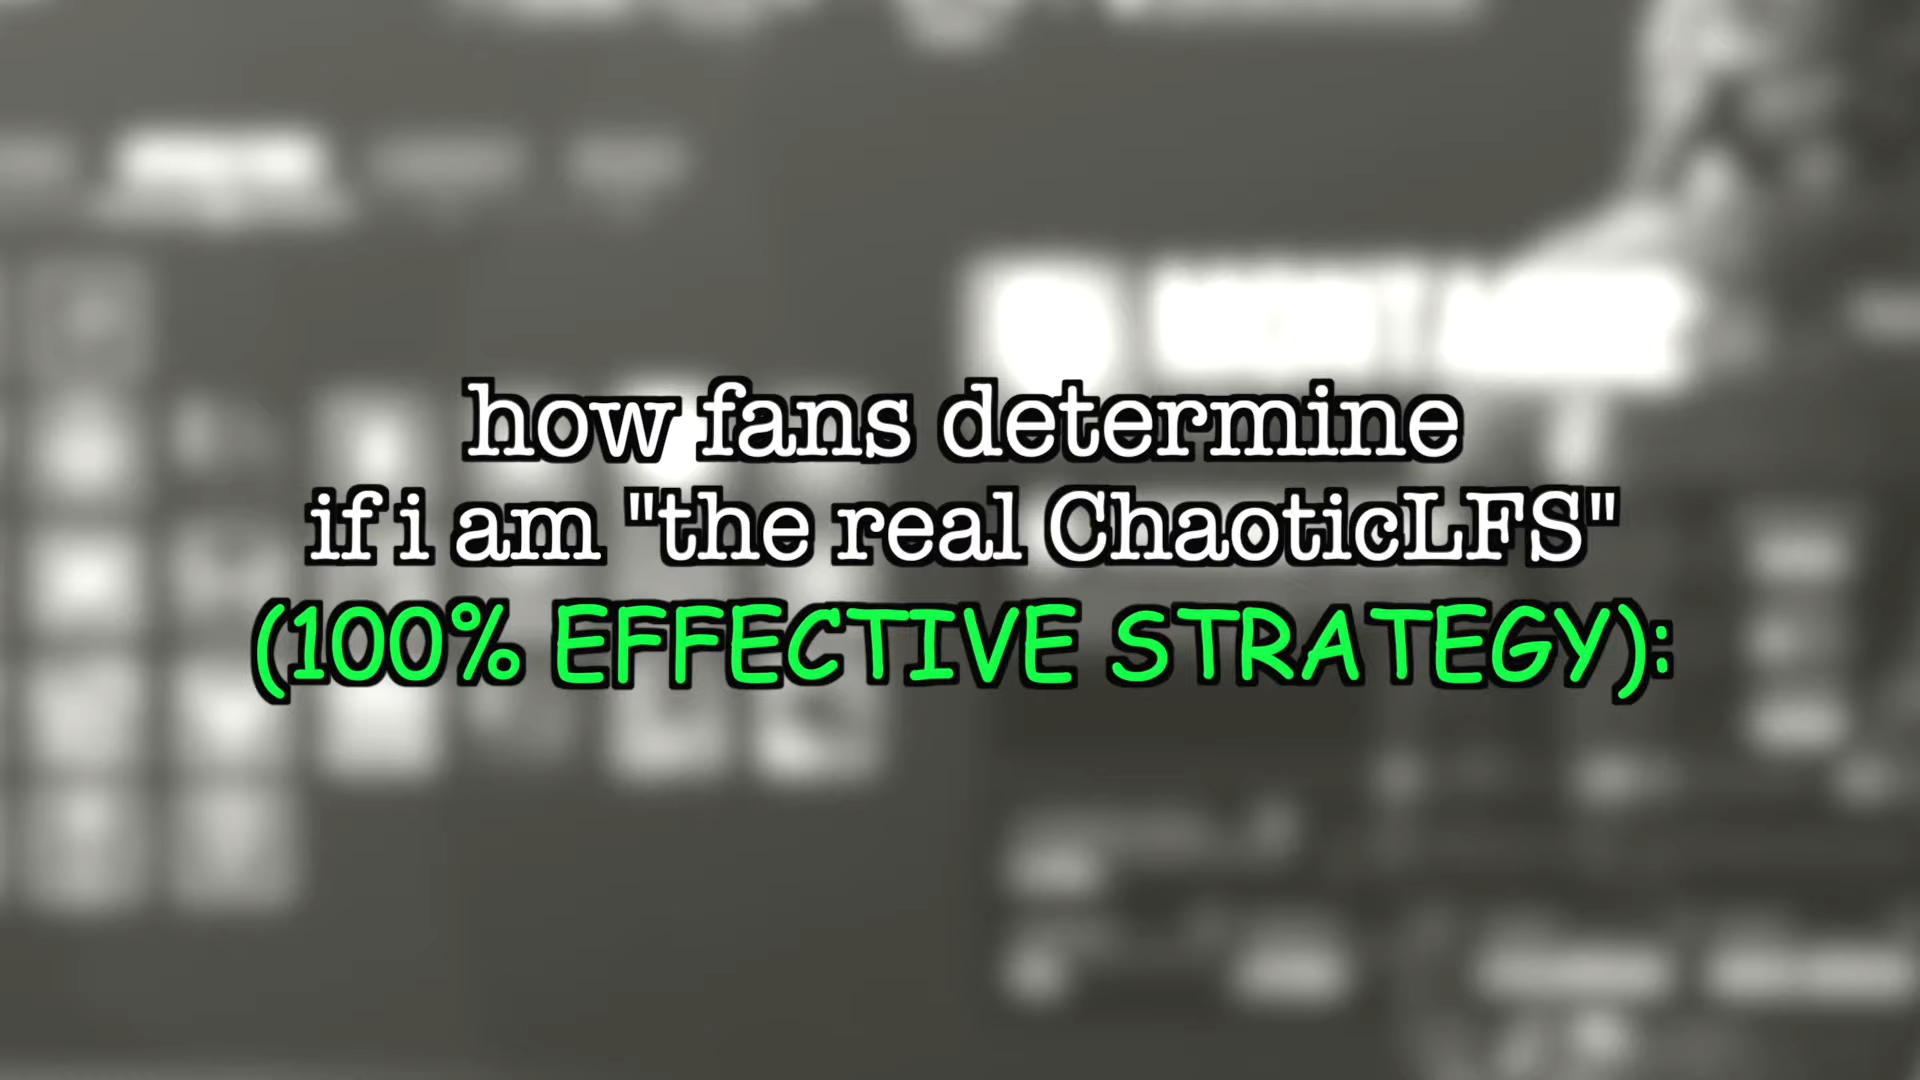 how fans determine
if i am "the real ChaoticLFS"
(100% EFFECTIVE STRATEGY):